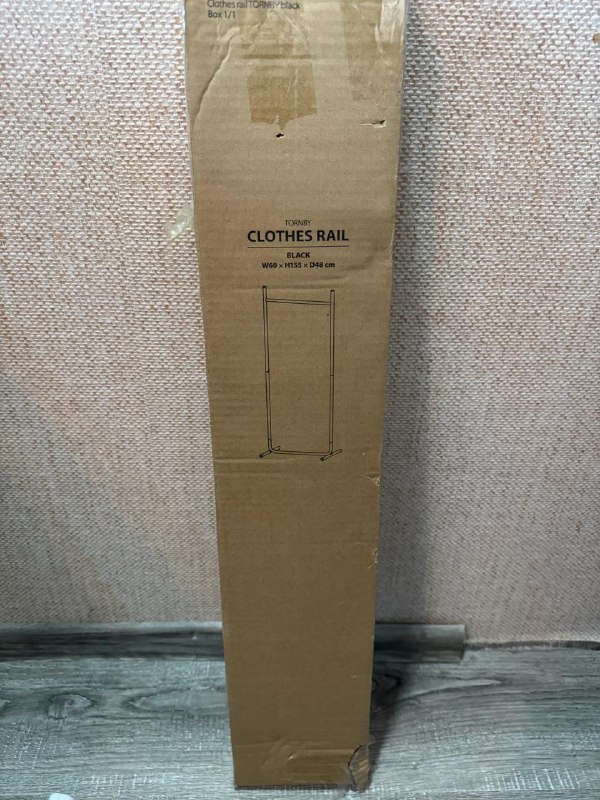 Clothes rail TORNBY black
Box 1/1
TORNBY
CLOTHES RAIL
BLACK
W60 × H155 × D48 cm